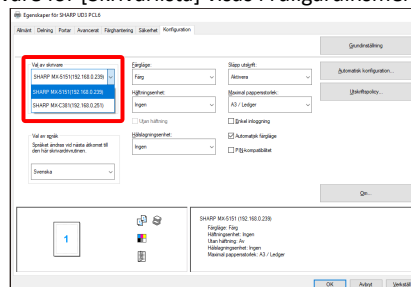 Egenskaper för SHARP UD3 PCL6
Allmänt Delning Portar Avancerat Färghantering Säkerhet Konfiguration
Grundinställning
Val av skrivare
SHARP MX-5151(192.168.0.239)
SHARP MX-5151(192.168.0.239)
SHARP MX-C381(192.168.0.251)
Färgläge:
Färg
Släpp utskrift:
Aktivera
Automatisk konfiguration...
Häftningsenhet:
Ingen
Maximal pappersstorlek:
A3 / Ledger
Utskriftspolicy...
Utan häftning
Enkel inloggning
Val av språk
Språket ändras vid nästa åtkomst till
den här skrivardrivrutinen.
Hålslagningsenhet:
Ingen
Automatisk färgläge
PIN-kompatibilitet
Svenska
Om...
1
SHARP MX-5151 (192.168.0.239)
Färgläge: Färg
Häftningsenhet: Ingen
Utan häftning: Av
Hålslagningsenhet: Ingen
Maximal pappersstorlek: A3 / Ledger
OK Avbryt